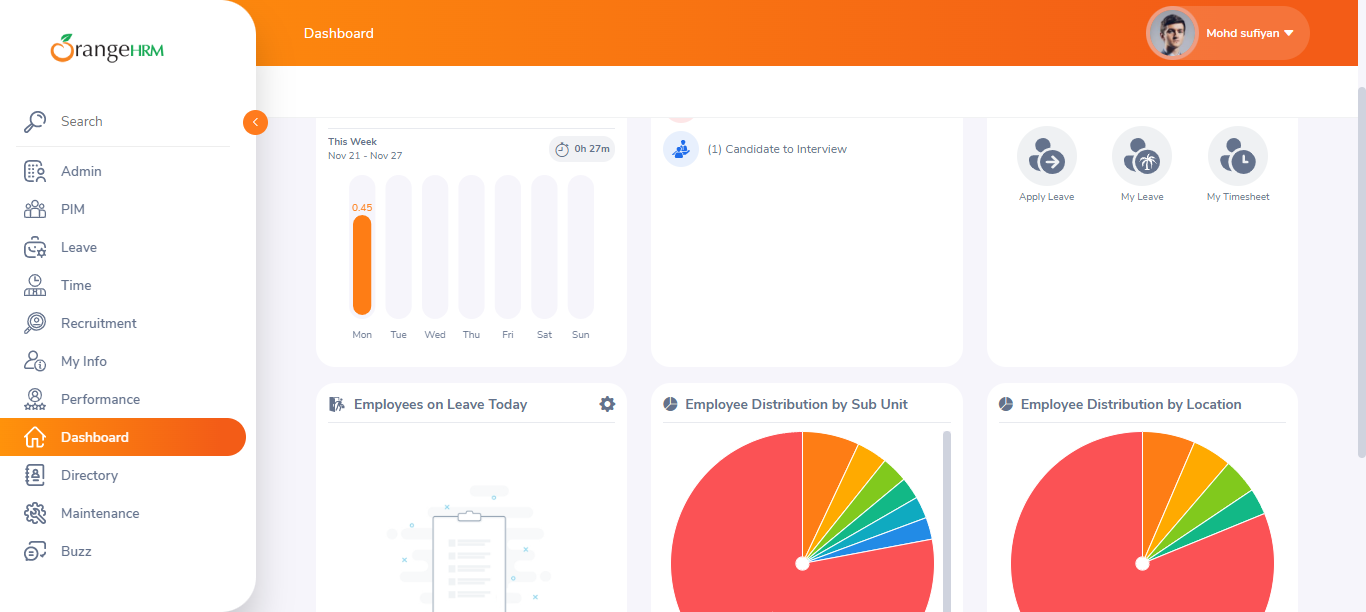 OrangeHRM
Dashboard
Mohd sufiyan
Search
Admin
PIM
Leave
Time
Recruitment
My Info
Performance
Dashboard
Directory
Maintenance
Buzz
This Week
Nov 21 - Nov 27
0h 27m
0.45
Mon Tue Wed Thu Fri Sat Sun
(1) Candidate to Interview
Apply Leave
My Leave
My Timesheet
Employees on Leave Today
Employee Distribution by Sub Unit
Employee Distribution by Location